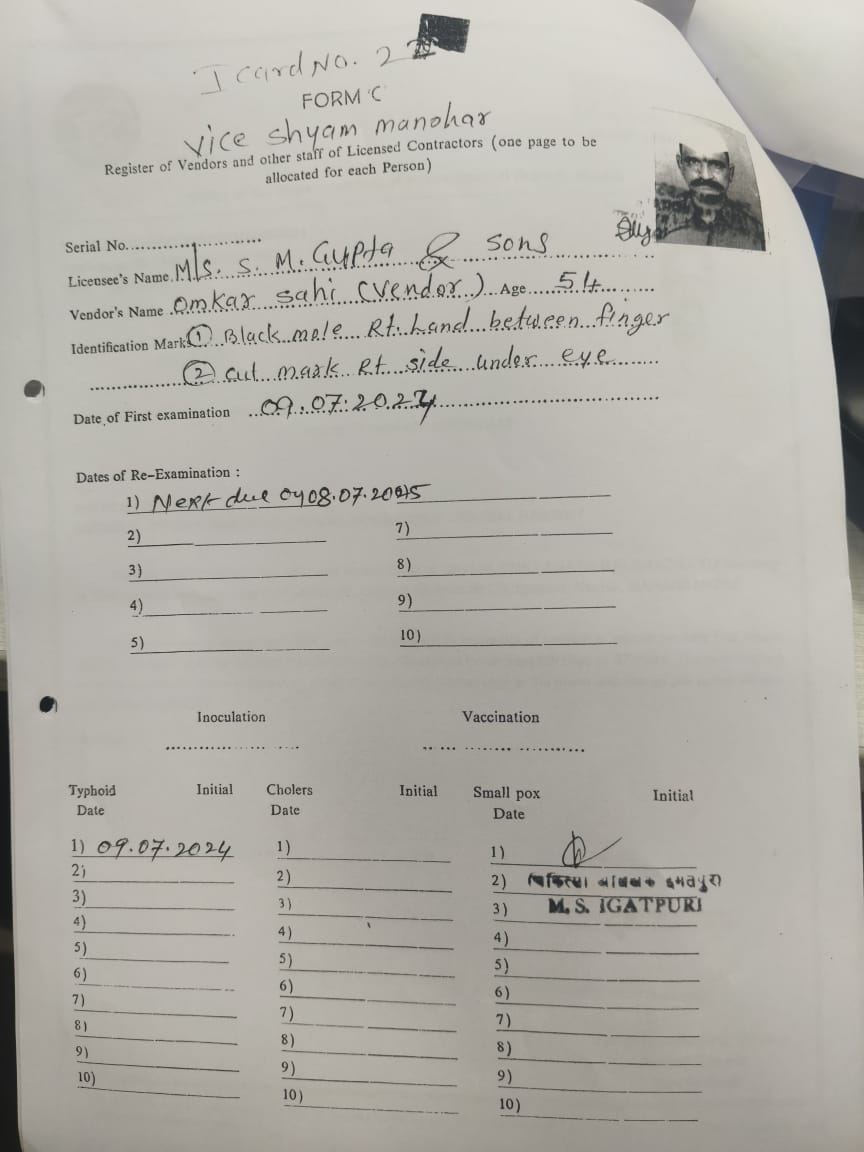 I card No. 2
FORM 'C'
vice shyam manohar
Register of Vendors and other staff of Licensed Contractors (one page to be
allocated for each Person)
Serial No..........................
Licensee's Name M/s. S. M. Gupta & sons
Vendor's Name Omkar sahi (vendor) Age 54
Identification Marks ① Black mole Rt. hand between finger
② cut mark Rt side under eye
Date of First examination 09.07.2024
Dates of Re-Examination :
1) Next due 08.07.2025
2) 7)
3) 8)
4) 9)
5) 10)
Inoculation Vaccination
Typhoid Initial Cholers Initial Small pox Initial
Date Date Date
1) 09.07.2024 1) 1)
2) 2) 2) चिकित्सा इगतपुरी
3) 3) 3) M. S. IGATPURI
4) 4) 4)
5) 5) 5)
6) 6) 6)
7) 7) 7)
8) 8) 8)
9) 9) 9)
10) 10) 10)